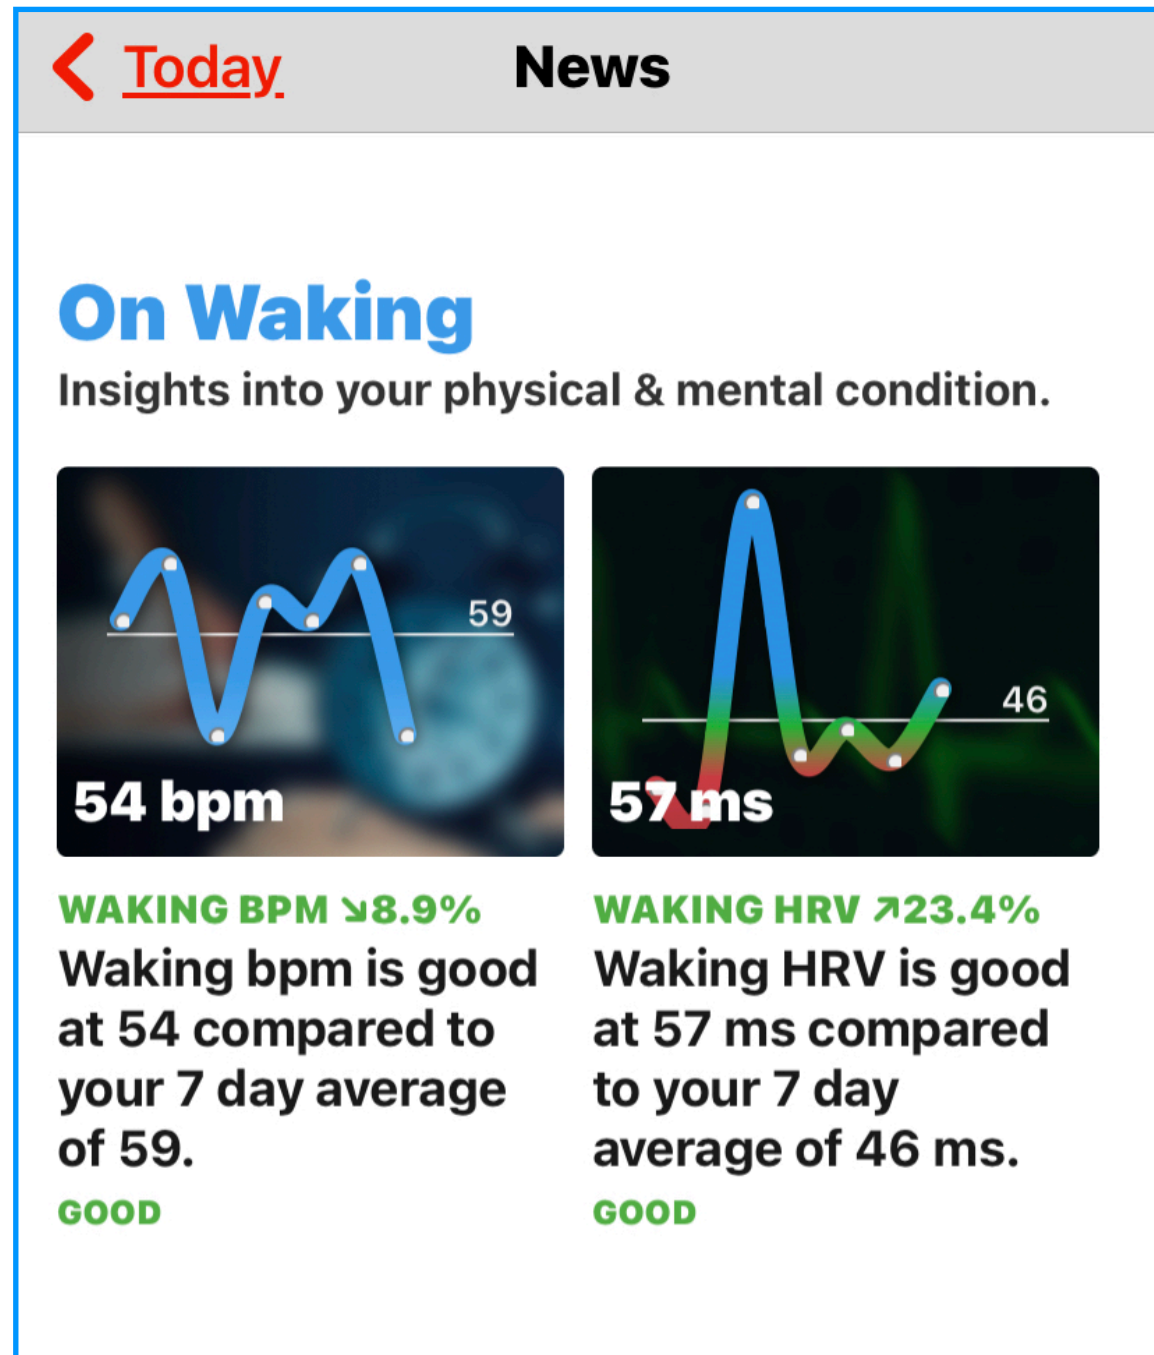 Today
News
On Waking
Insights into your physical & mental condition.
59
54 bpm
46
57 ms
WAKING BPM ↘8.9%
Waking bpm is good
at 54 compared to
your 7 day average
of 59.
GOOD
WAKING HRV ↗23.4%
Waking HRV is good
at 57 ms compared
to your 7 day
average of 46 ms.
GOOD